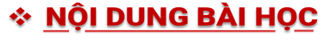 ❖ NỘI DUNG BÀI HỌC